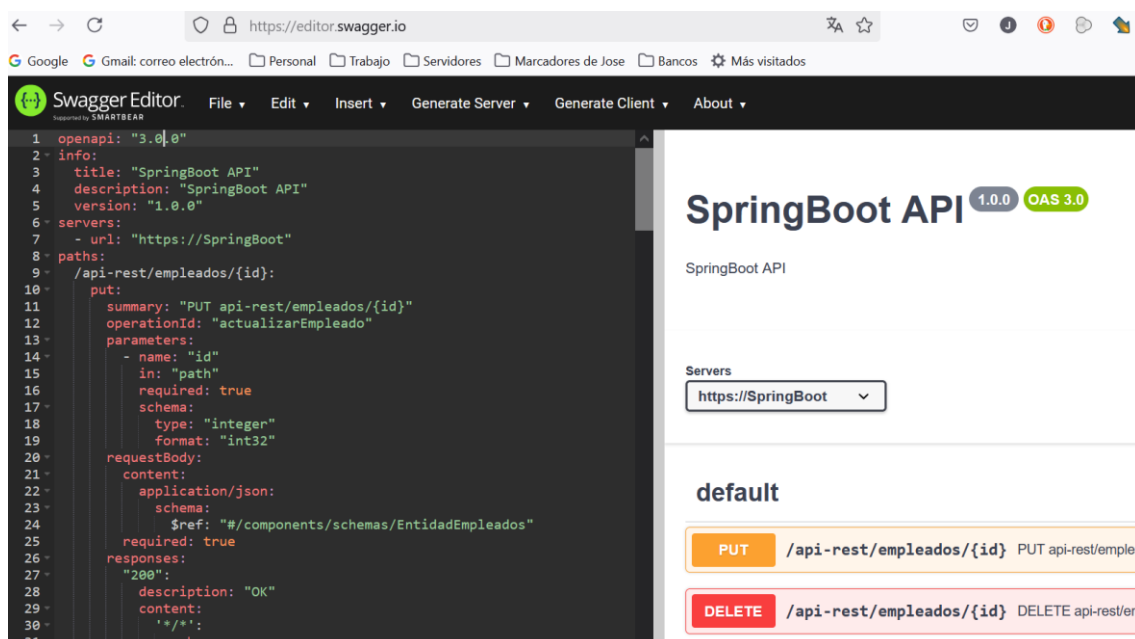 https://editor.swagger.io
Google Gmail: correo electrón... Personal Trabajo Servidores Marcadores de Jose Bancos Más visitados
Swagger Editor.
Supported by SMARTBEAR
File Edit Insert Generate Server Generate Client About
1 openapi: "3.0.0"
2 info:
3 title: "SpringBoot API"
4 description: "SpringBoot API"
5 version: "1.0.0"
6 servers:
7 - url: "https://SpringBoot"
8 paths:
9 /api-rest/empleados/{id}:
10 put:
11 summary: "PUT api-rest/empleados/{id}"
12 operationId: "actualizarEmpleado"
13 parameters:
14 - name: "id"
15 in: "path"
16 required: true
17 schema:
18 type: "integer"
19 format: "int32"
20 requestBody:
21 content:
22 application/json:
23 schema:
24 $ref: "#/components/schemas/EntidadEmpleados"
25 required: true
26 responses:
27 "200":
28 description: "OK"
29 content:
30 '*/*':
SpringBoot API 1.0.0 OAS 3.0
SpringBoot API
Servers
https://SpringBoot
default
PUT /api-rest/empleados/{id} PUT api-rest/emple
DELETE /api-rest/empleados/{id} DELETE api-rest/e